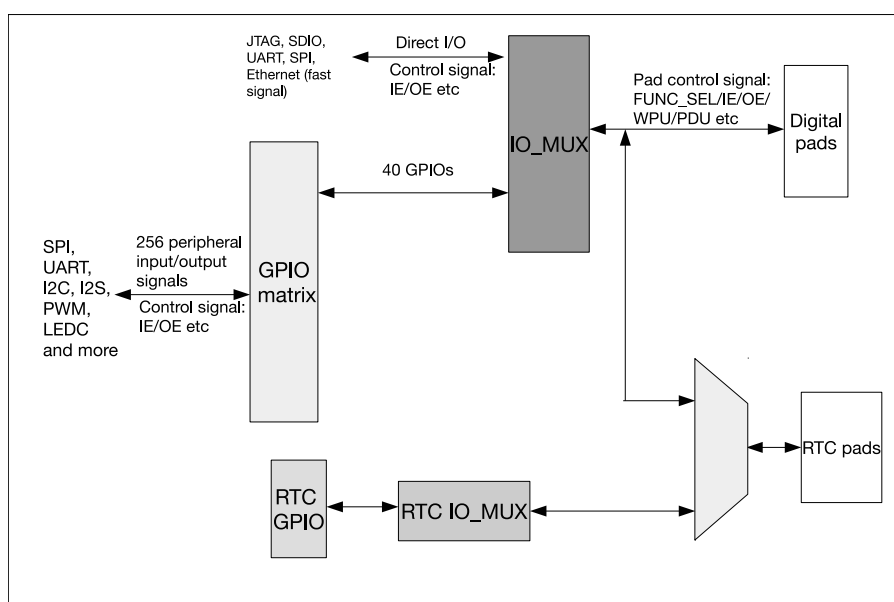 JTAG, SDIO,
UART, SPI,
Ethernet (fast
signal)
Direct I/O
Control signal:
IE/OE etc
IO_MUX
Pad control signal:
FUNC_SEL/IE/OE/
WPU/PDU etc
Digital
pads
40 GPIOs
SPI,
UART,
I2C, I2S,
PWM,
LEDC
and more
256 peripheral
input/output
signals
Control signal:
IE/OE etc
GPIO
matrix
RTC pads
RTC
GPIO
RTC IO_MUX